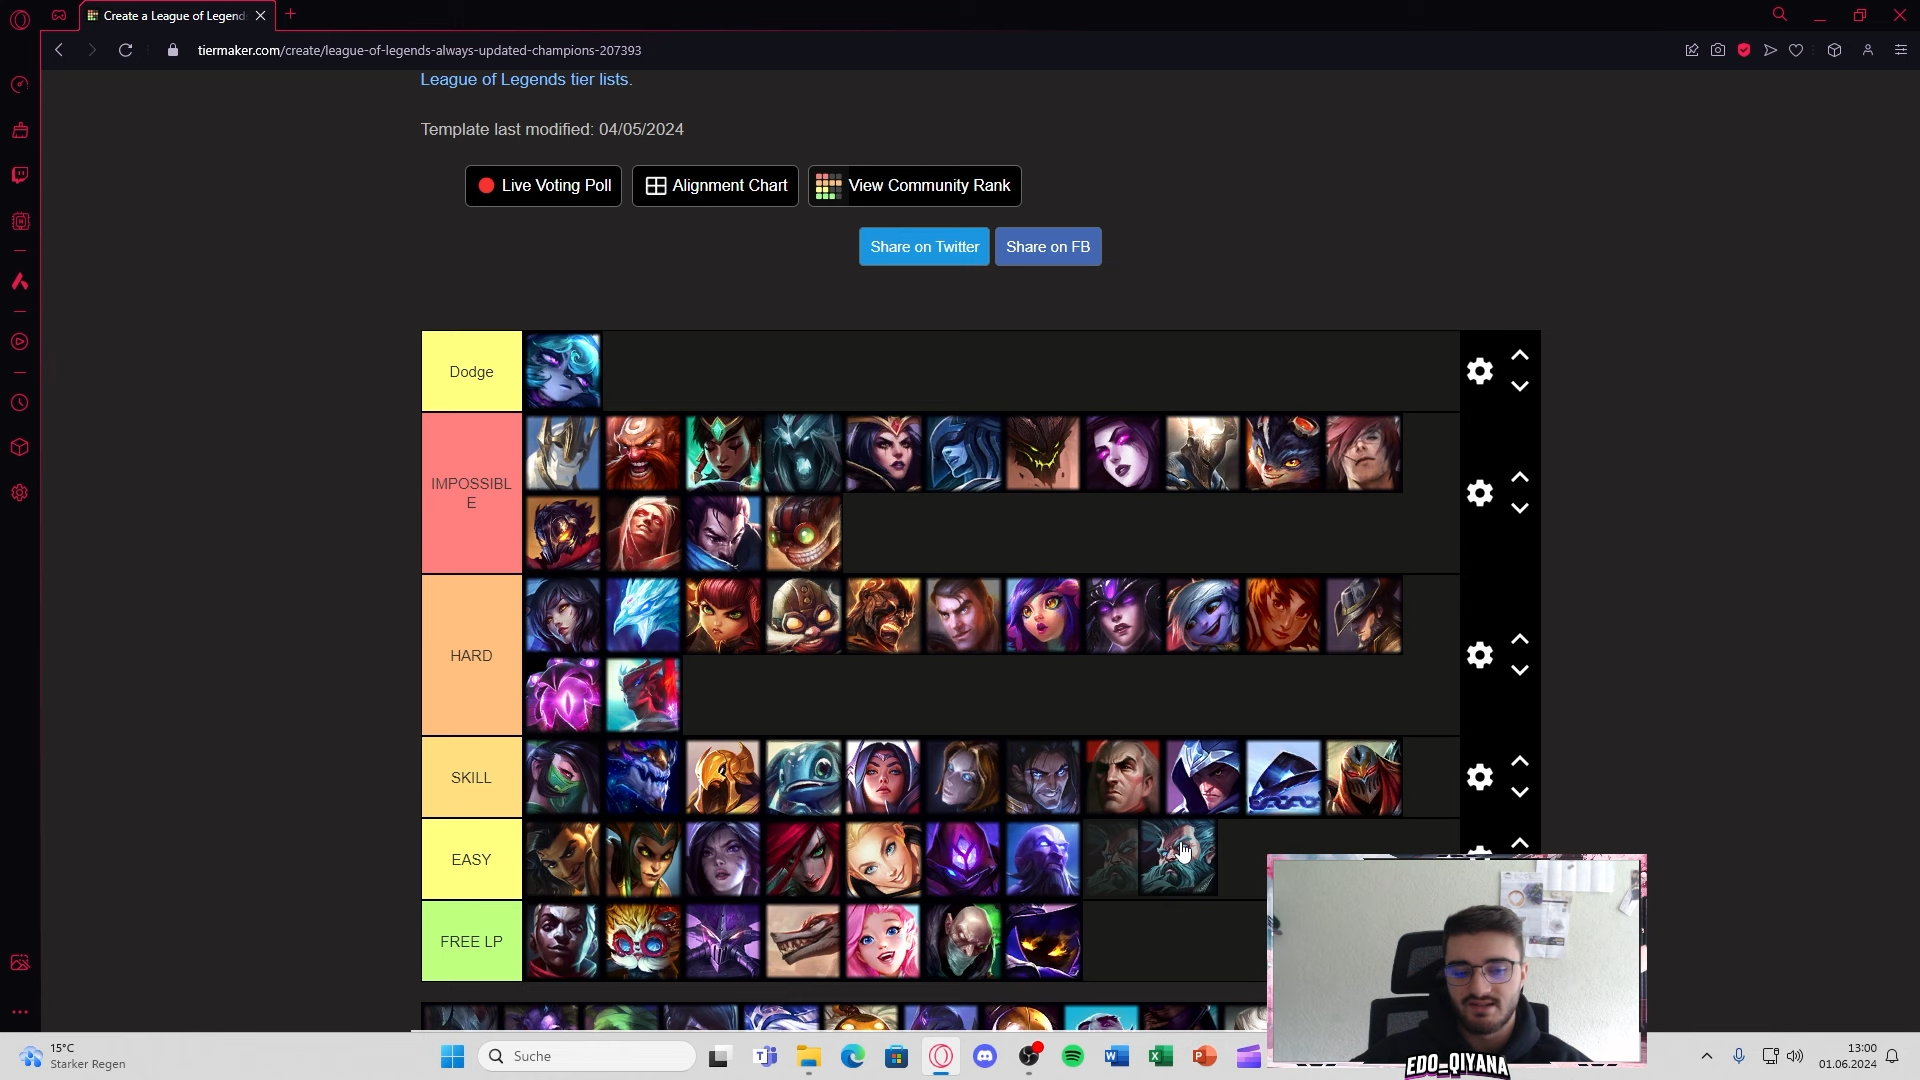 Create a League of Legend
tiermaker.com/create/league-of-legends-always-updated-champions-207393
League of Legends tier lists.
Template last modified: 04/05/2024
Live Voting Poll
Alignment Chart
View Community Rank
Share on Twitter
Share on FB
Dodge
IMPOSSIBL
E
HARD
SKILL
EASY
FREE LP
EDO_QIYANA
15°C
Starker Regen
Suche
13:00
01.06.2024